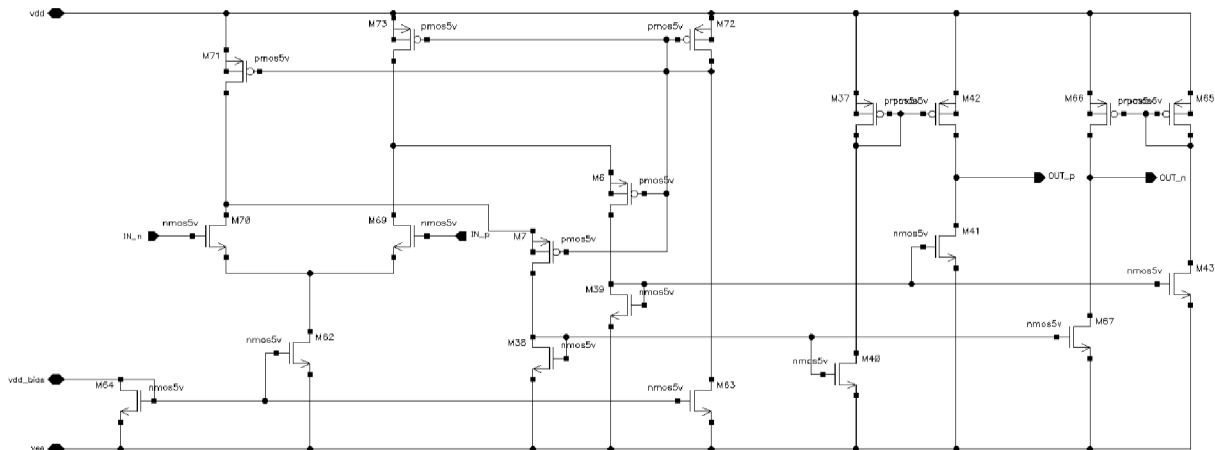 vdd
M73
pmos5v
M72
pmos5v
M71
pmos5v
M37
M42
M66
M65
M6
pmos5v
OUT_p
OUT_n
nmos5v
M70
M69
nmos5v
IN_n
IN_p
M7
pmos5v
nmos5v
M41
M39
nmos5v
nmos5v
M43
nmos5v
M62
M38
nmos5v
nmos5v
M67
nmos5v
M40
vdd_bias
M64
nmos5v
nmos5v
M63